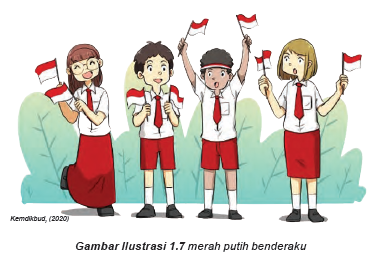 Kemdikbud, (2020)
Gambar Ilustrasi 1.7 merah putih benderaku